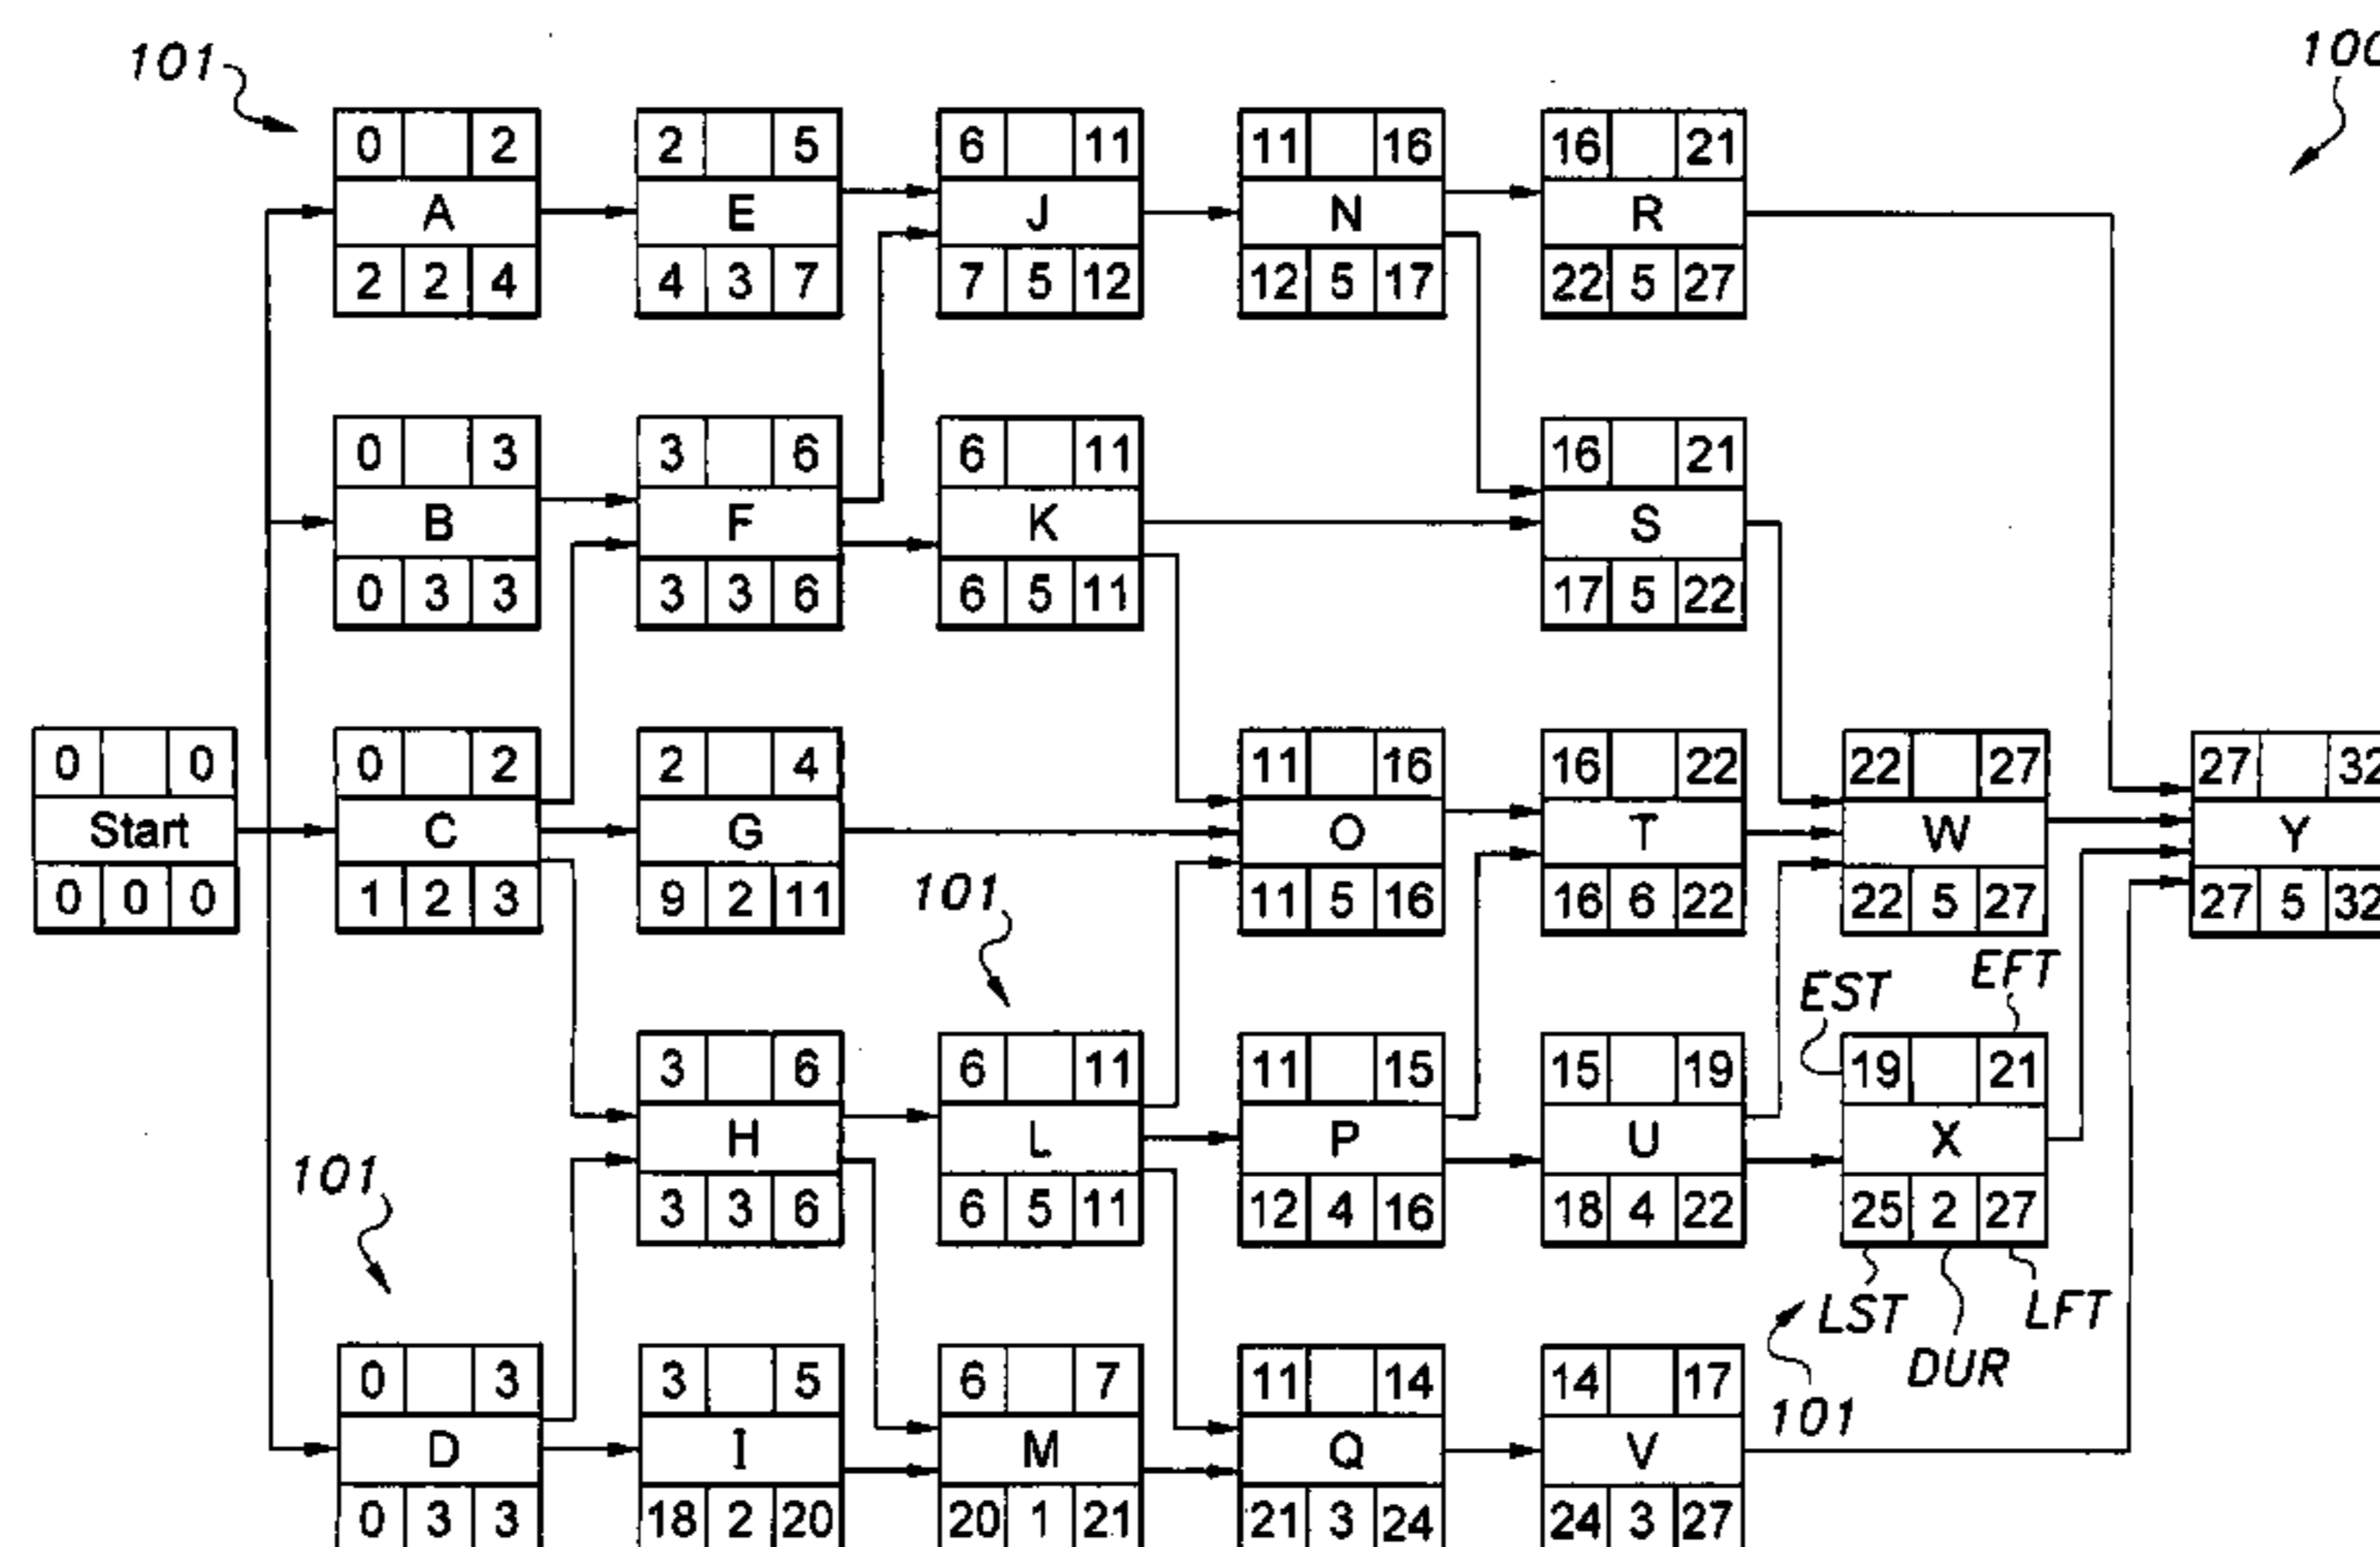 101
100
0 2 2 5 6 11 11 16 16 21
A E J N R
2 2 4 4 3 7 7 5 12 12 5 17 22 5 27
0 3 3 6 6 11 16 21
B F K S
0 3 3 3 3 6 6 5 11 17 5 22
0 0 0 2 2 4 11 16 16 22 22 27 27 32
Start C G O T W Y
0 0 0 1 2 3 9 2 11 11 5 16 16 6 22 22 5 27 27 5 32
101
EST EFT
3 6 6 11 11 15 15 19 19 21
H L P U X
3 3 6 6 5 11 12 4 16 18 4 22 25 2 27
101
LST DUR LFT
101
0 3 3 5 6 7 11 14 14 17
D I M Q V
0 3 3 18 2 20 20 1 21 21 3 24 24 3 27